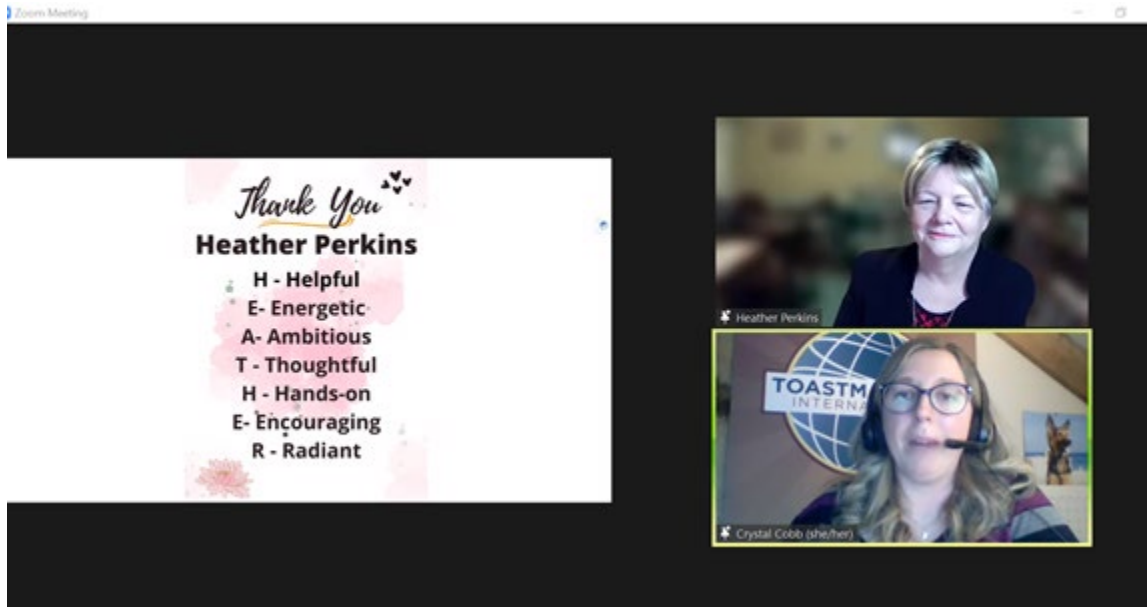 Zoom Meeting
Thank You
Heather Perkins
H - Helpful
E- Energetic
A- Ambitious
T - Thoughtful
H - Hands-on
E- Encouraging
R - Radiant
Heather Perkins
TOASTM
INTERNA
Crystal Cobb (she/her)